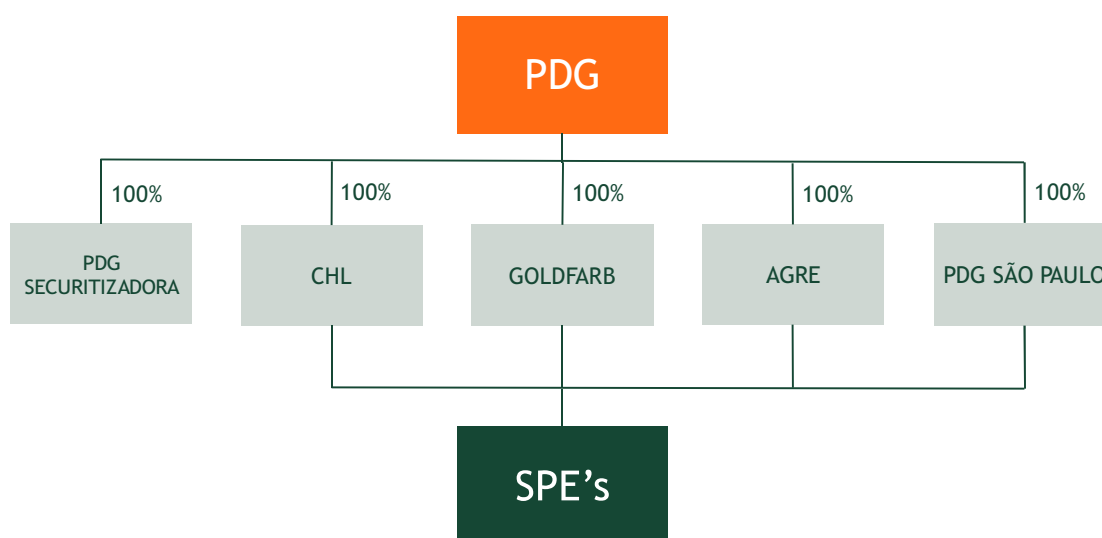 PDG
100%
100%
100%
100%
100%
PDG
SECURITIZADORA
CHL
GOLDFARB
AGRE
PDG SÃO PAULO
SPE’s